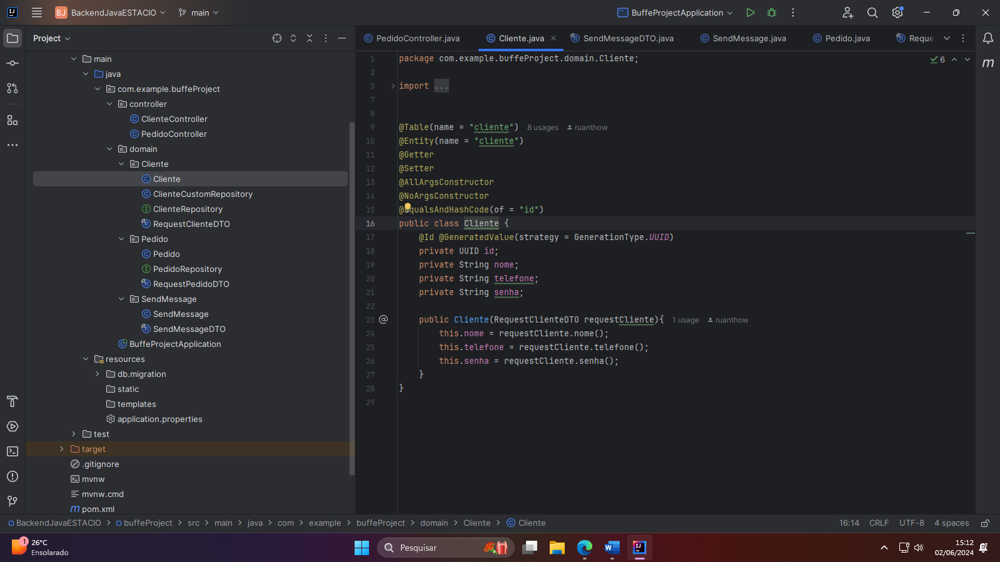 BJ BackendJavaESTACIO main BuffeProjectApplication
Project
PedidoController.java Cliente.java SendMessageDTO.java SendMessage.java Pedido.java Reque
main
java
com.example.buffeProject
controller
ClienteController
PedidoController
domain
Cliente
Cliente
ClienteCustomRepository
ClienteRepository
RequestClienteDTO
Pedido
Pedido
PedidoRepository
RequestPedidoDTO
SendMessage
SendMessage
SendMessageDTO
BuffeProjectApplication
resources
db.migration
static
templates
application.properties
test
target
.gitignore
mvnw
mvnw.cmd
pom.xml
6
1 package com.example.buffeProject.domain.Cliente;
2
3 import ...
7
8
9 @Table(name = "cliente") 8 usages ruanthow
10 @Entity(name = "cliente")
11 @Getter
12 @Setter
13 @AllArgsConstructor
14 @NoArgsConstructor
15 @EqualsAndHashCode(of = "id")
16 public class Cliente {
17 @Id @GeneratedValue(strategy = GenerationType.UUID)
18 private UUID id;
19 private String nome;
20 private String telefone;
21 private String senha;
22
23 public Cliente(RequestClienteDTO requestCliente){ 1 usage ruanthow
24 this.nome = requestCliente.nome();
25 this.telefone = requestCliente.telefone();
26 this.senha = requestCliente.senha();
27 }
28 }
29
BackendJavaESTACIO > buffeProject > src > main > java > com > example > buffeProject > domain > Cliente > Cliente
16:14 CRLF UTF-8 4 spaces
1 26°C
Ensolarado
Pesquisar
15:12
02/06/2024